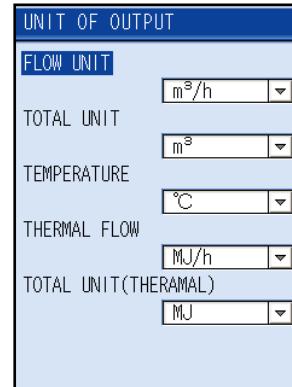 UNIT OF OUTPUT
FLOW UNIT
m³/h
TOTAL UNIT
m³
TEMPERATURE
℃
THERMAL FLOW
MJ/h
TOTAL UNIT(THERAMAL)
MJ